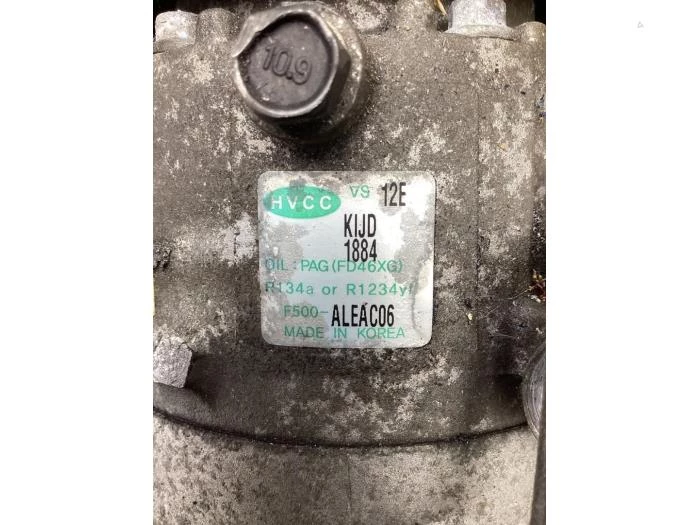 10.9
HVCC VS 12E
KIJD
1884
OIL : PAG (FD46XG)
R134a or R1234yf
F500-ALEAC06
MADE IN KOREA